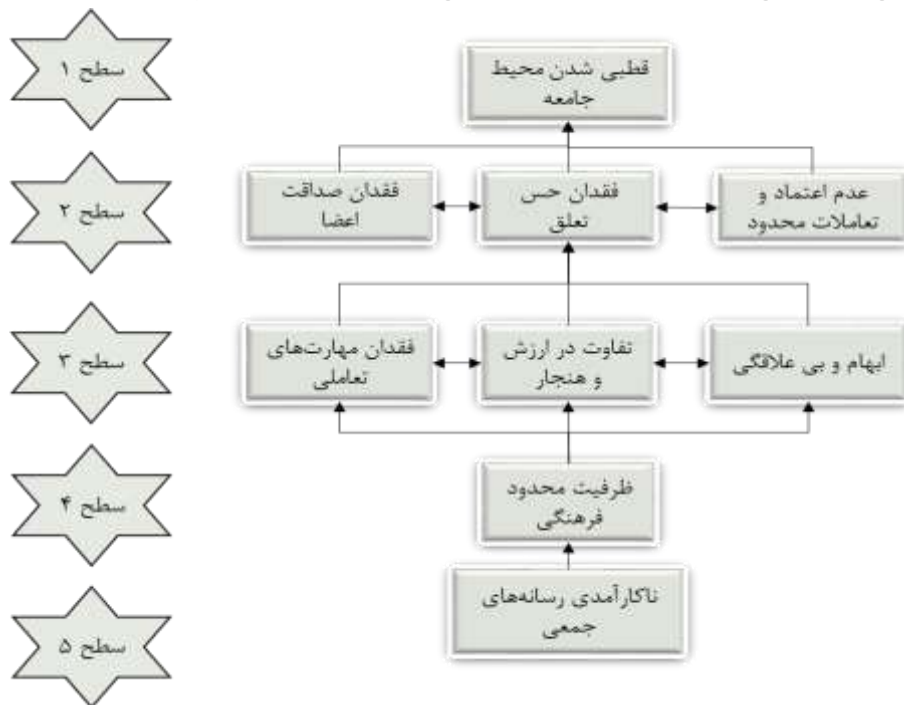 سطح ۱
قطبی شدن محیط
جامعه
سطح ۲
عدم اعتماد و
تعاملات محدود
فقدان حس
تعلق
فقدان صداقت
اعضا
سطح ۳
ابهام و بی علاقگی
تفاوت در ارزش
و هنجار
فقدان مهارت‌های
تعاملی
سطح ۴
ظرفیت محدود
فرهنگی
سطح ۵
ناکارآمدی رسانه‌های
جمعی